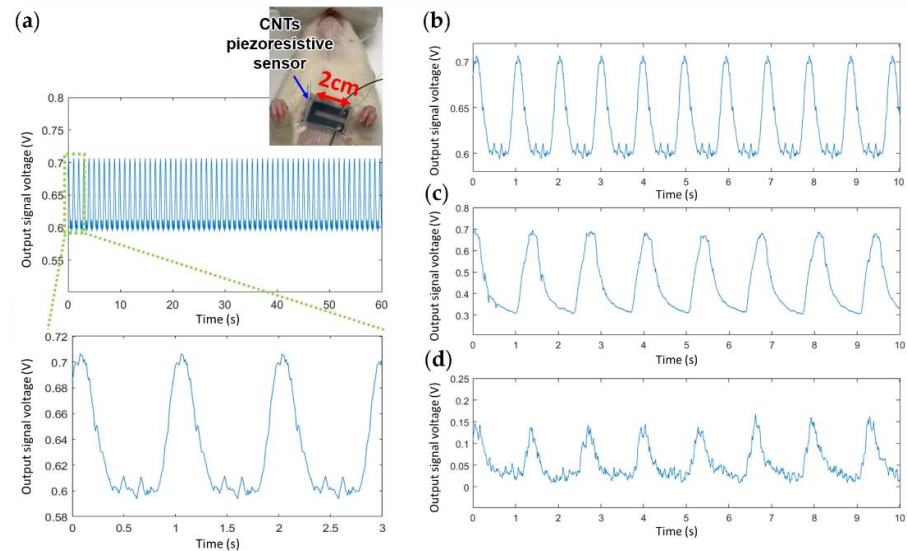 (a)
CNTs
piezoresistive
sensor
2cm
Output signal voltage (V)
0.8
0.75
0.7
0.65
0.6
0.55
0 10 20 30 40 50 60
Time (s)
Output signal voltage (V)
0.72
0.7
0.68
0.66
0.64
0.62
0.6
0.58
0 0.5 1 1.5 2 2.5 3
Time (s)
(b)
Output signal voltage (V)
0.7
0.65
0.6
0 1 2 3 4 5 6 7 8 9 10
Time (s)
(c)
Output signal voltage (V)
0.8
0.7
0.6
0.5
0.4
0.3
0 1 2 3 4 5 6 7 8 9 10
Time (s)
(d)
Output signal voltage (V)
0.25
0.2
0.15
0.1
0.05
0
0 1 2 3 4 5 6 7 8 9 10
Time (s)